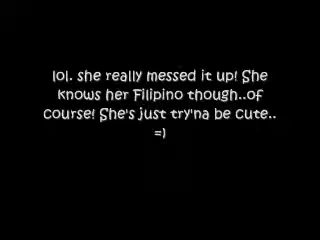 lol. she really messed it up! She
knows her Filipino though..of
course! She's just try'na be cute..
=)